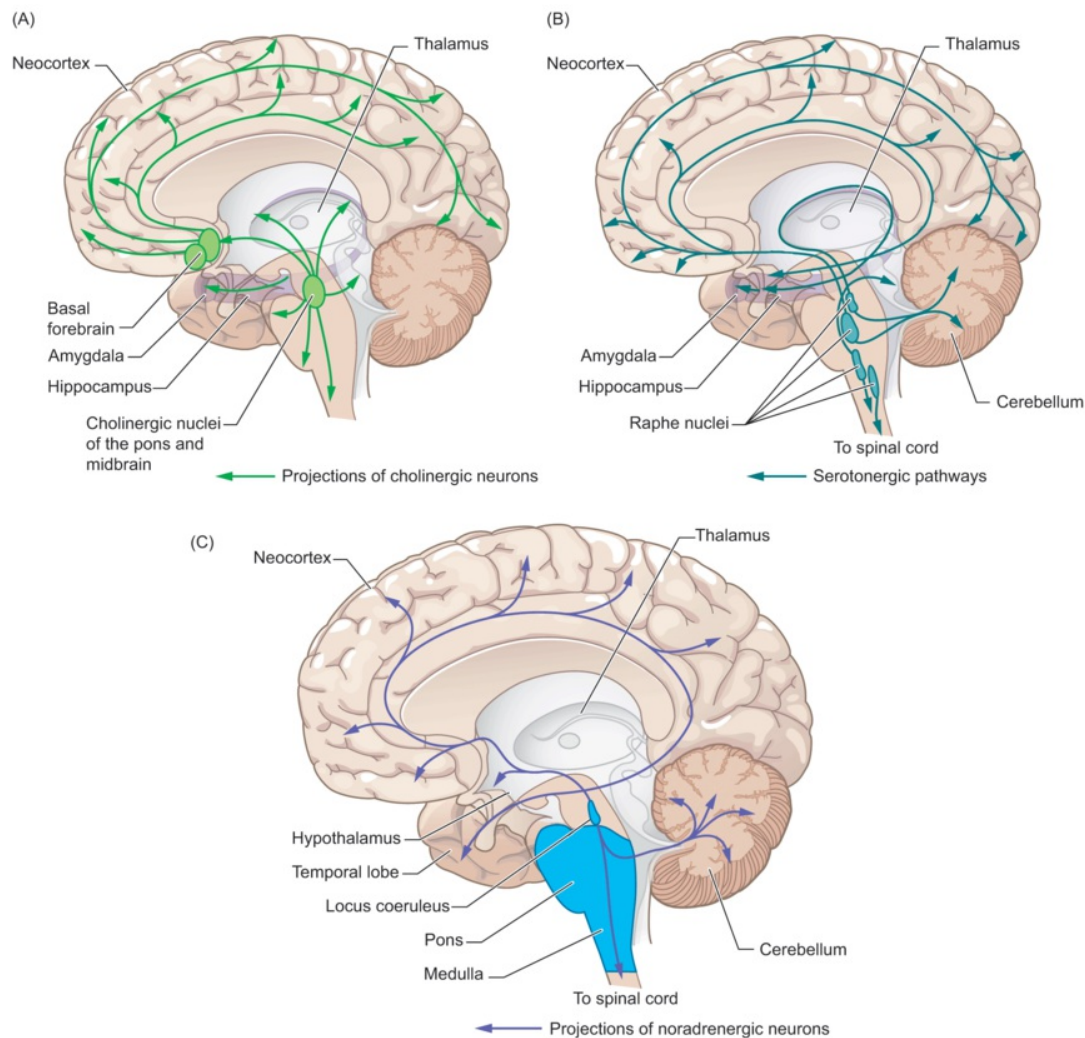 (A)
Thalamus
Neocortex
Basal
forebrain
Amygdala
Hippocampus
Cholinergic nuclei
of the pons and
midbrain
Projections of cholinergic neurons
(B)
Thalamus
Neocortex
Amygdala
Hippocampus
Raphe nuclei
Cerebellum
To spinal cord
Serotonergic pathways
(C)
Thalamus
Neocortex
Hypothalamus
Temporal lobe
Locus coeruleus
Pons
Medulla
Cerebellum
To spinal cord
Projections of noradrenergic neurons